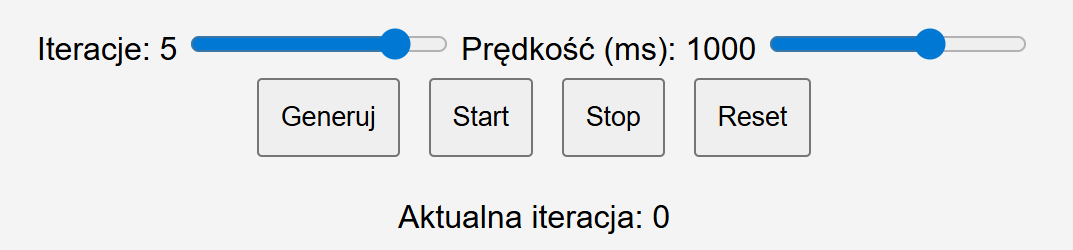 Iteracje: 5 Prędkość (ms): 1000
Generuj Start Stop Reset
Aktualna iteracja: 0